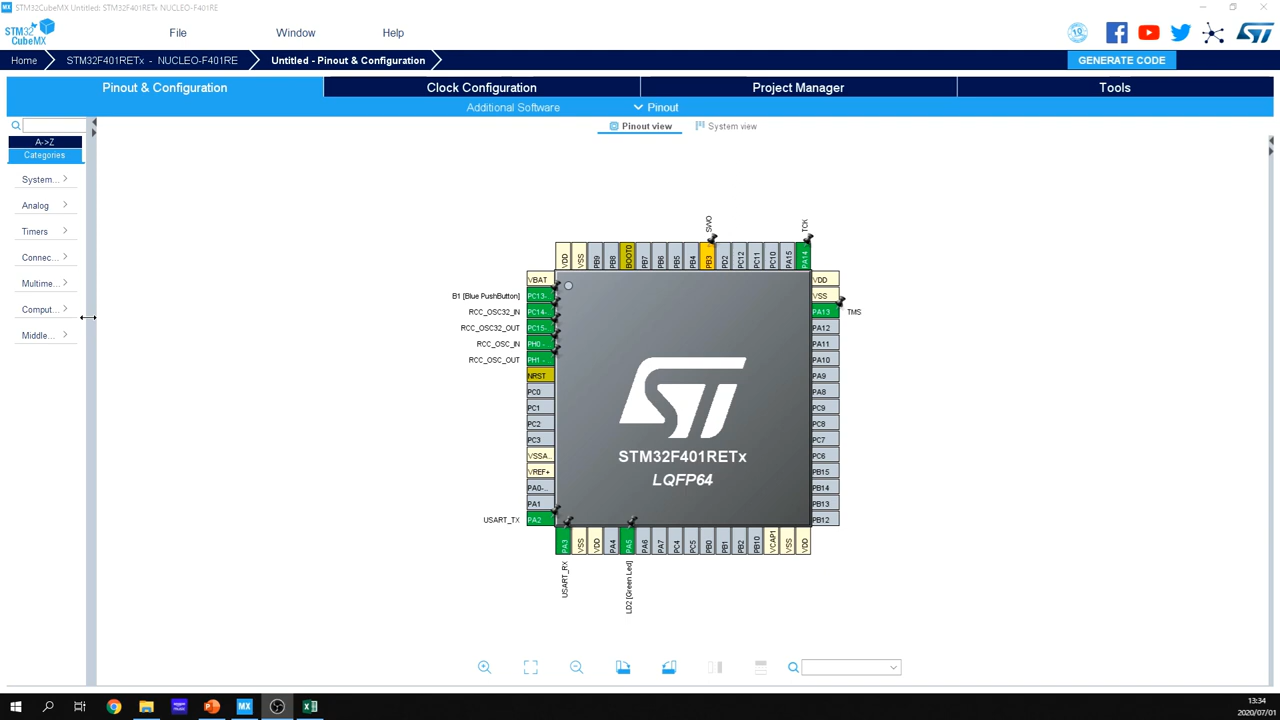 MX STM32CubeMX Untitled: STM32F401RETx NUCLEO-F401RE
STM32
CubeMX
File
Window
Help
10
Home
STM32F401RETx - NUCLEO-F401RE
Untitled - Pinout & Configuration
GENERATE CODE
Pinout & Configuration
Clock Configuration
Project Manager
Tools
Additional Software
Pinout
Pinout view
System view
A->Z
Categories
System...
Analog
Timers
Connec...
Multime...
Comput...
Middle...
SWO
TCK
VDD
VSS
PB9
PB8
BOOT0
PB7
PB6
PB5
PB4
PB3
PD2
PC12
PC11
PC10
PA15
PA14
VBAT
B1 [Blue PushButton] PC13-
RCC_OSC32_IN PC14-
RCC_OSC32_OUT PC15-
RCC_OSC_IN PH0 -
RCC_OSC_OUT PH1 -
NRST
PC0
PC1
PC2
PC3
VSSA...
VREF+
PA0-...
PA1
USART_TX PA2
VDD
VSS
PA13 TMS
PA12
PA11
PA10
PA9
PA8
PC9
PC8
PC7
PC6
PB15
PB14
PB13
PB12
STM32F401RETx
LQFP64
PA3
VSS
VDD
PA4
PA5
PA6
PA7
PC4
PC5
PB0
PB1
PB2
PB10
VCAP1
VSS
VDD
USART_RX
LD2 [Green Led]
MX
13:34
2020/07/01